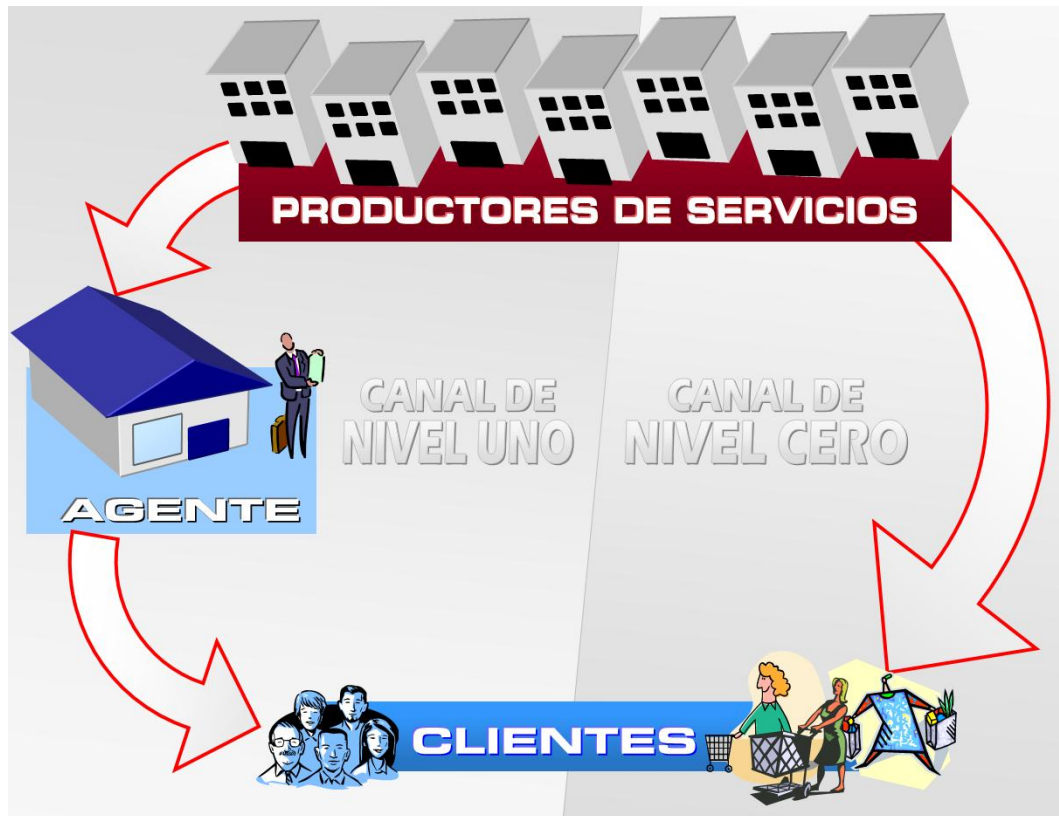 PRODUCTORES DE SERVICIOS
CANAL DE
NIVEL UNO
CANAL DE
NIVEL CERO
AGENTE
CLIENTES